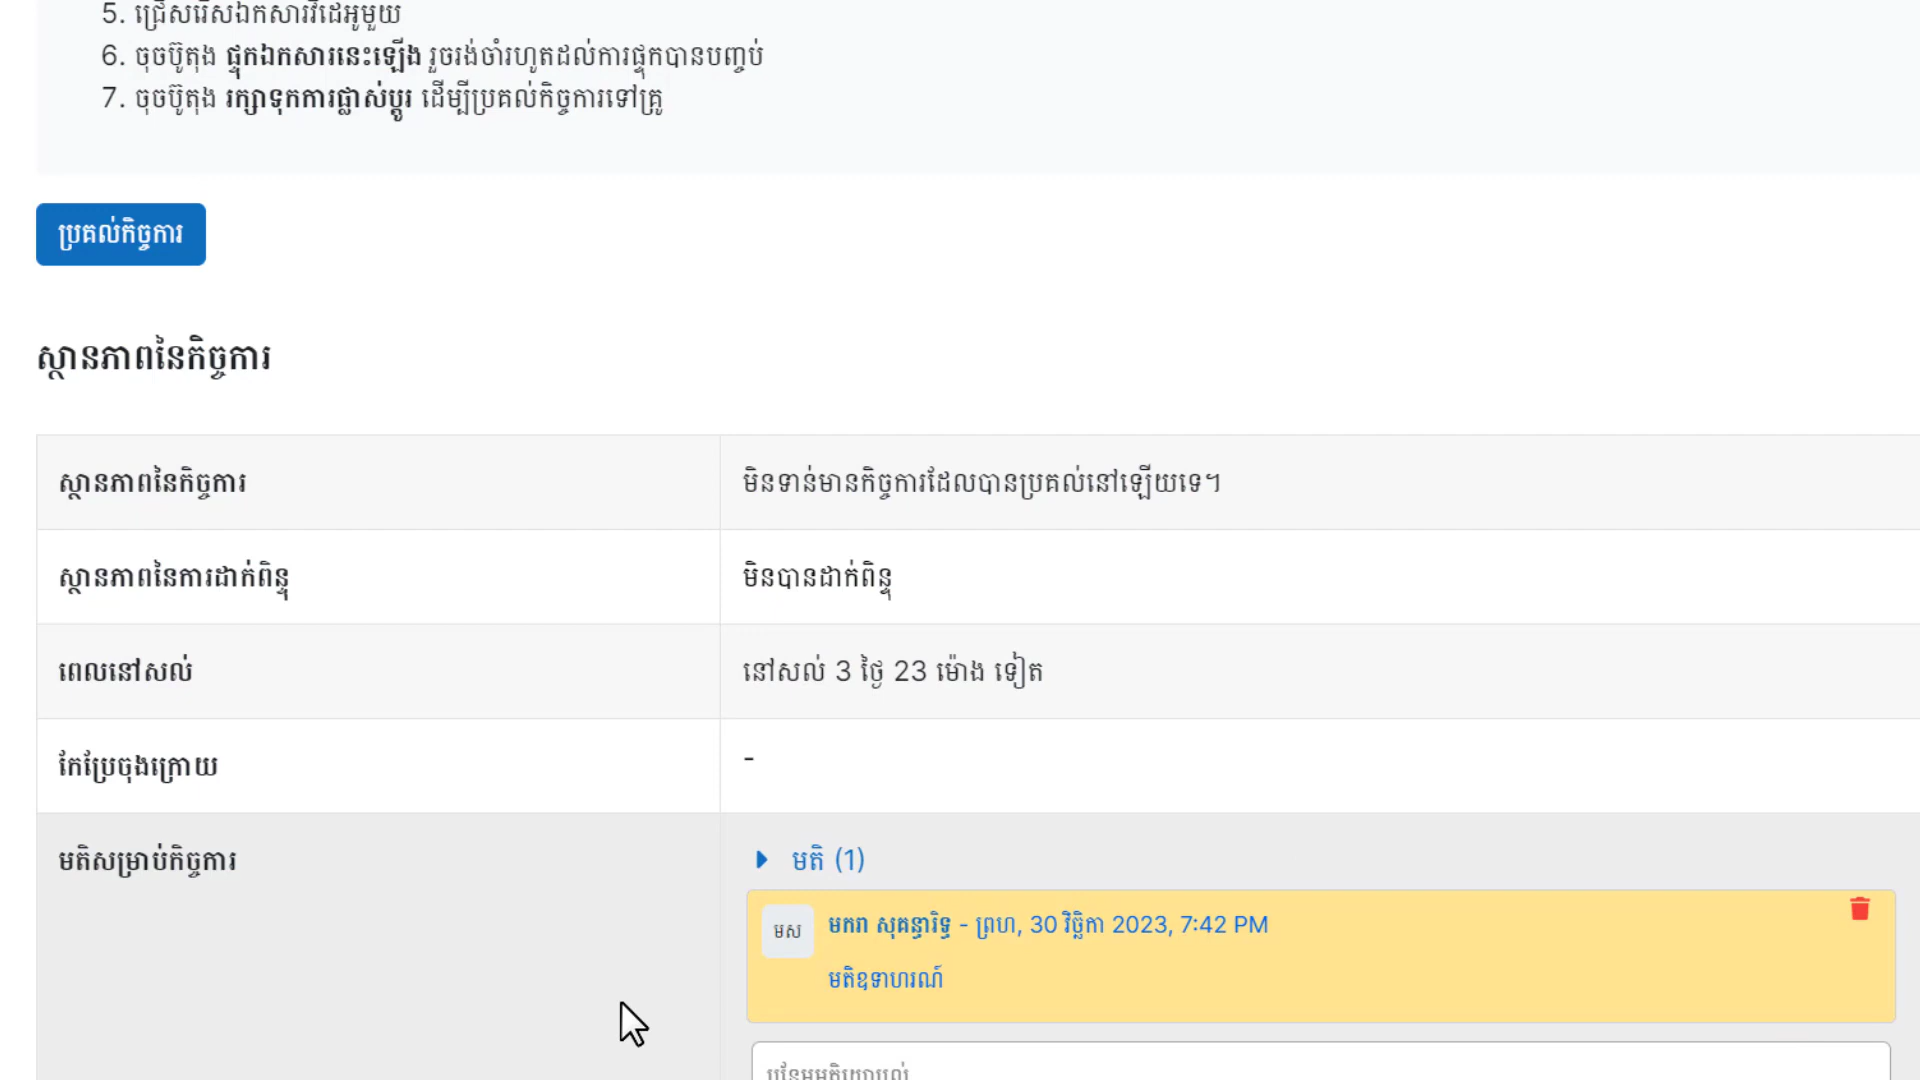 5. ជ្រើសរើសឯកសារវីដេអូមួយ
6. ចុចប៊ូតុង ផ្ទុកឯកសារនេះឡើង រួចរង់ចាំរហូតដល់ការផ្ទុកបានបញ្ចប់
7. ចុចប៊ូតុង រក្សាទុកការផ្លាស់ប្ដូរ ដើម្បីប្រគល់កិច្ចការទៅគ្រូ
ប្រគល់កិច្ចការ
ស្ថានភាពនៃកិច្ចការ
ស្ថានភាពនៃកិច្ចការ មិនទាន់មានកិច្ចការដែលបានប្រគល់នៅឡើយទេ។
ស្ថានភាពនៃការដាក់ពិន្ទុ មិនបានដាក់ពិន្ទុ
ពេលនៅសល់ នៅសល់ 3 ថ្ងៃ 23 ម៉ោង ទៀត
កែប្រែចុងក្រោយ -
មតិសម្រាប់កិច្ចការ មតិ (1)
មស មករា សុគន្ធារិទ្ធ - ព្រហ, 30 វិច្ឆិកា 2023, 7:42 PM
មតិឧទាហរណ៍
បន្ថែមមតិយោបល់